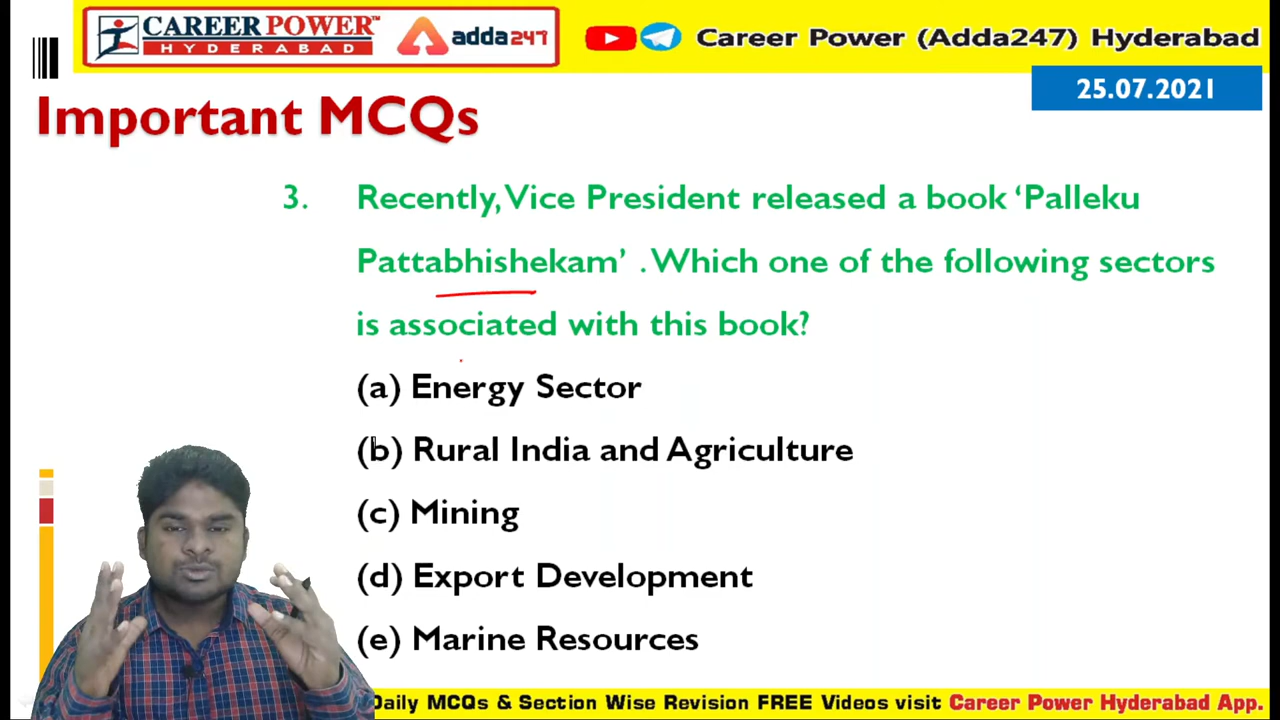 CAREER POWER™
HYDERABAD
adda247
Career Power (Adda247) Hyderabad
25.07.2021
Important MCQs
3. Recently, Vice President released a book ‘Palleku
Pattabhishekam’ . Which one of the following sectors
is associated with this book?
(a) Energy Sector
(b) Rural India and Agriculture
(c) Mining
(d) Export Development
(e) Marine Resources
Daily MCQs & Section Wise Revision FREE Videos visit Career Power Hyderabad App.